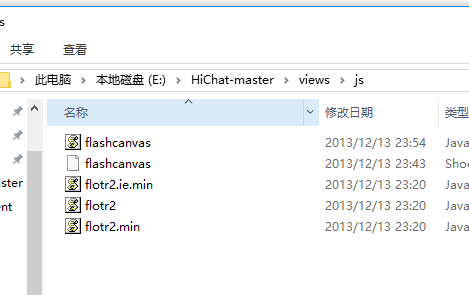 s
共享 查看
此电脑 > 本地磁盘 (E:) > HiChat-master > views > js
名称 修改日期 类型
flashcanvas 2013/12/13 23:54 Java
flashcanvas 2013/12/13 23:43 Shoc
flotr2.ie.min 2013/12/13 23:20 Java
flotr2 2013/12/13 23:20 Java
flotr2.min 2013/12/13 23:20 Java
aster
ent